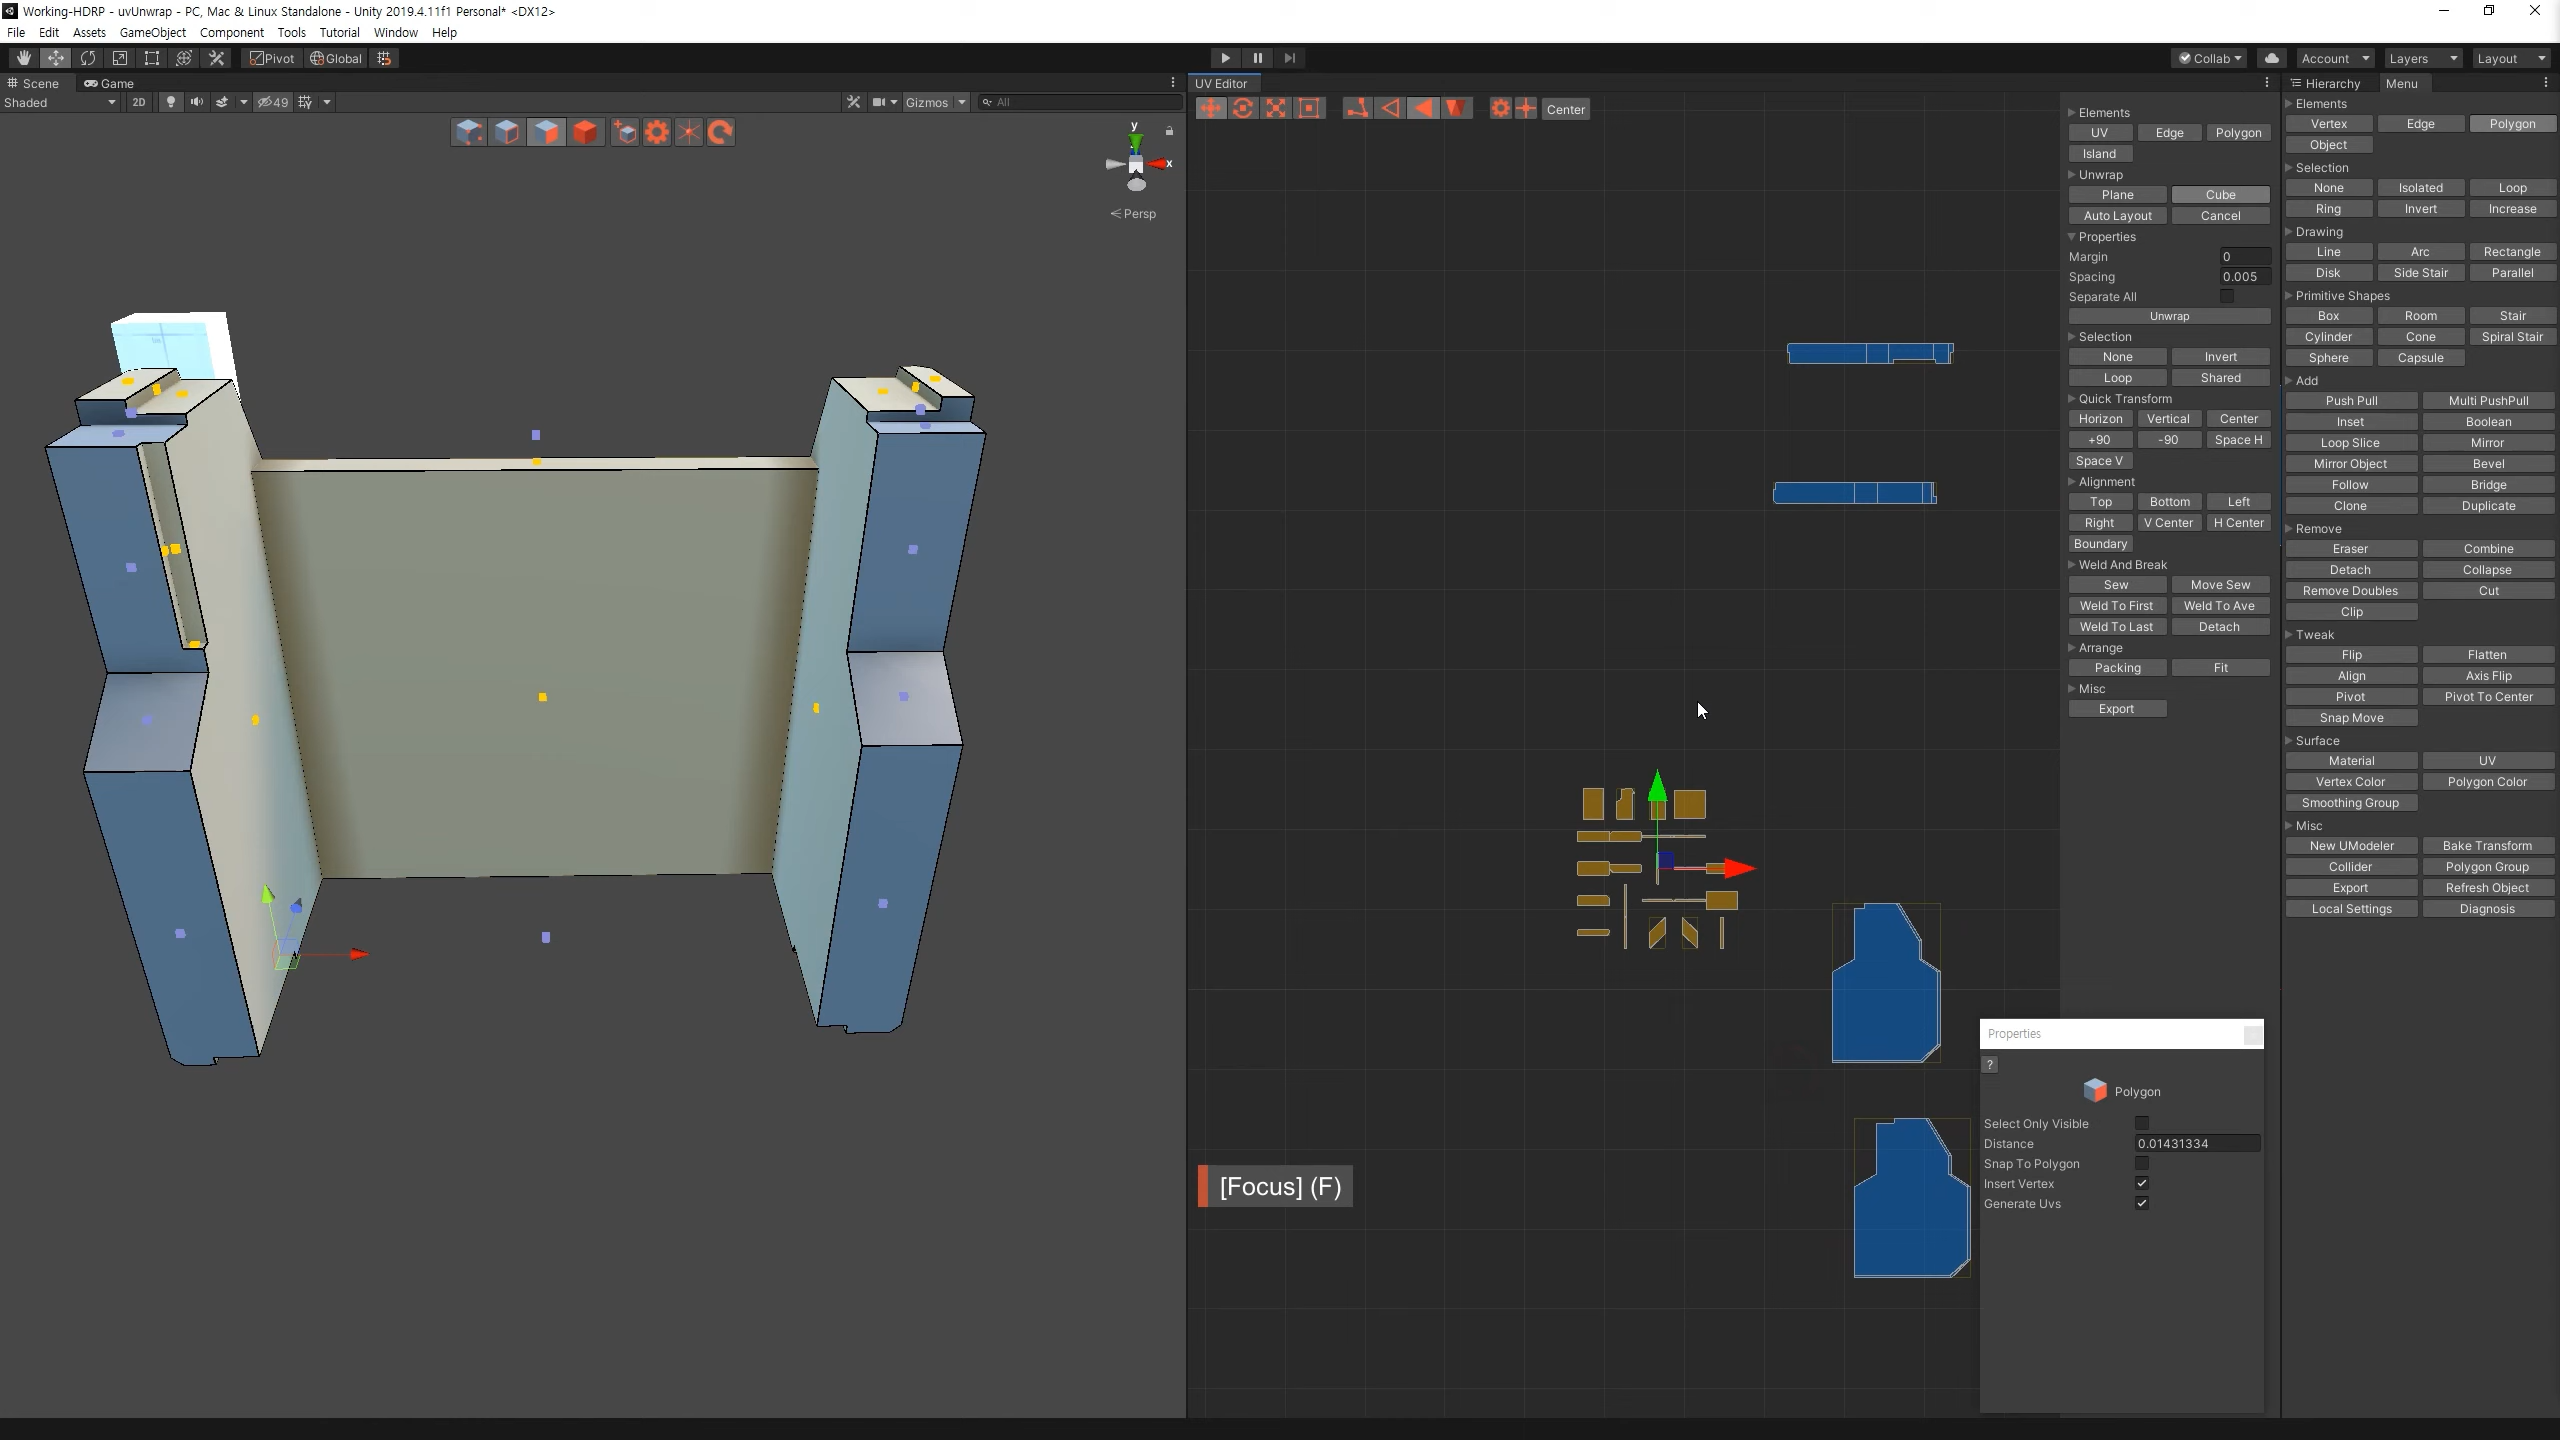 Working-HDRP - uvUnwrap - PC, Mac & Linux Standalone - Unity 2019.4.11f1 Personal* <DX12>
File Edit Assets GameObject Component Tools Tutorial Window Help
Pivot Global Collab Account Layers Layout
Scene Game
Shaded 2D 49 Gizmos All
y
x
Persp
UV Editor
Center
[Focus] (F)
Elements
UV Edge Polygon
Island
Unwrap
Plane Cube
Auto Layout Cancel
Properties
Margin 0
Spacing 0.005
Separate All
Unwrap
Selection
None Invert
Loop Shared
Quick Transform
Horizon Vertical Center
+90 -90 Space H
Space V
Alignment
Top Bottom Left
Right V Center H Center
Boundary
Weld And Break
Sew Move Sew
Weld To First Weld To Ave
Weld To Last Detach
Arrange
Packing Fit
Misc
Export
Properties
?
Polygon
Select Only Visible
Distance 0.01431334
Snap To Polygon
Insert Vertex
Generate Uvs
Hierarchy Menu
Elements
Vertex Edge Polygon
Object
Selection
None Isolated Loop
Ring Invert Increase
Drawing
Line Arc Rectangle
Disk Side Stair Parallel
Primitive Shapes
Box Room Stair
Cylinder Cone Spiral Stair
Sphere Capsule
Add
Push Pull Multi PushPull
Inset Boolean
Loop Slice Mirror
Mirror Object Bevel
Follow Bridge
Clone Duplicate
Remove
Eraser Combine
Detach Collapse
Remove Doubles Cut
Clip
Tweak
Flip Flatten
Align Axis Flip
Pivot Pivot To Center
Snap Move
Surface
Material UV
Vertex Color Polygon Color
Smoothing Group
Misc
New UModeler Bake Transform
Collider Polygon Group
Export Refresh Object
Local Settings Diagnosis